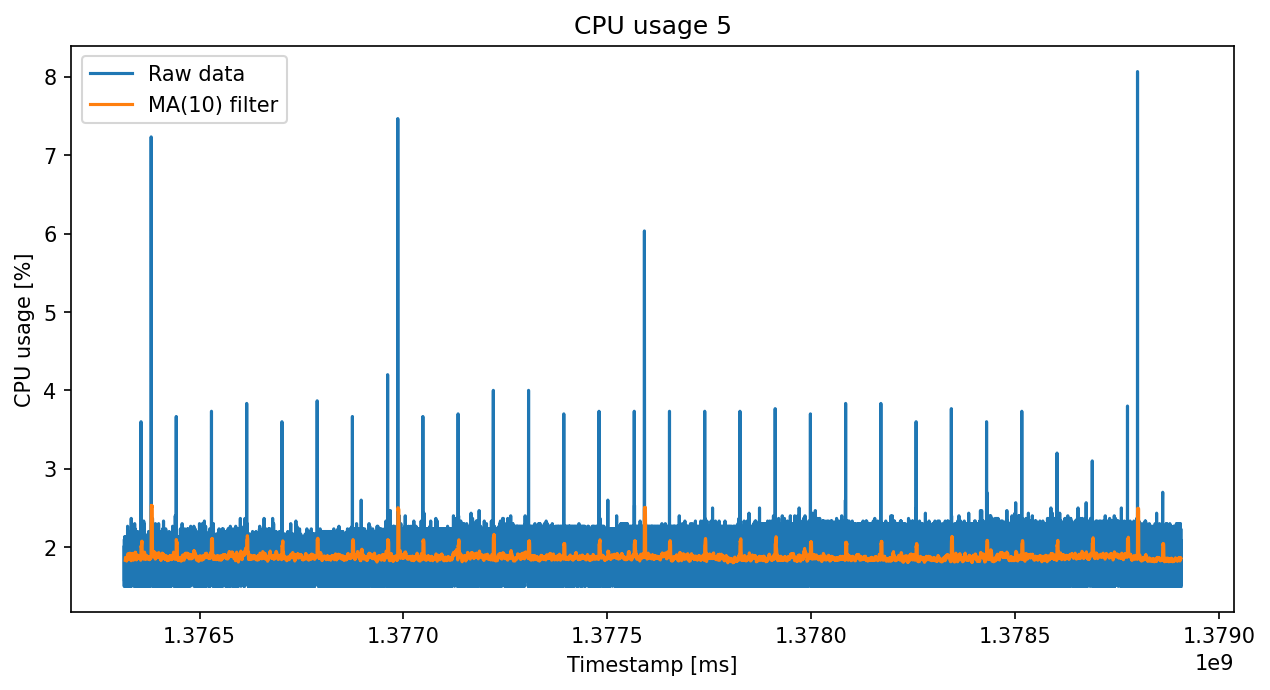 CPU usage 5
Raw data
MA(10) filter
CPU usage [%]
8
7
6
5
4
3
2
1.3765 1.3770 1.3775 1.3780 1.3785 1.3790
1e9
Timestamp [ms]